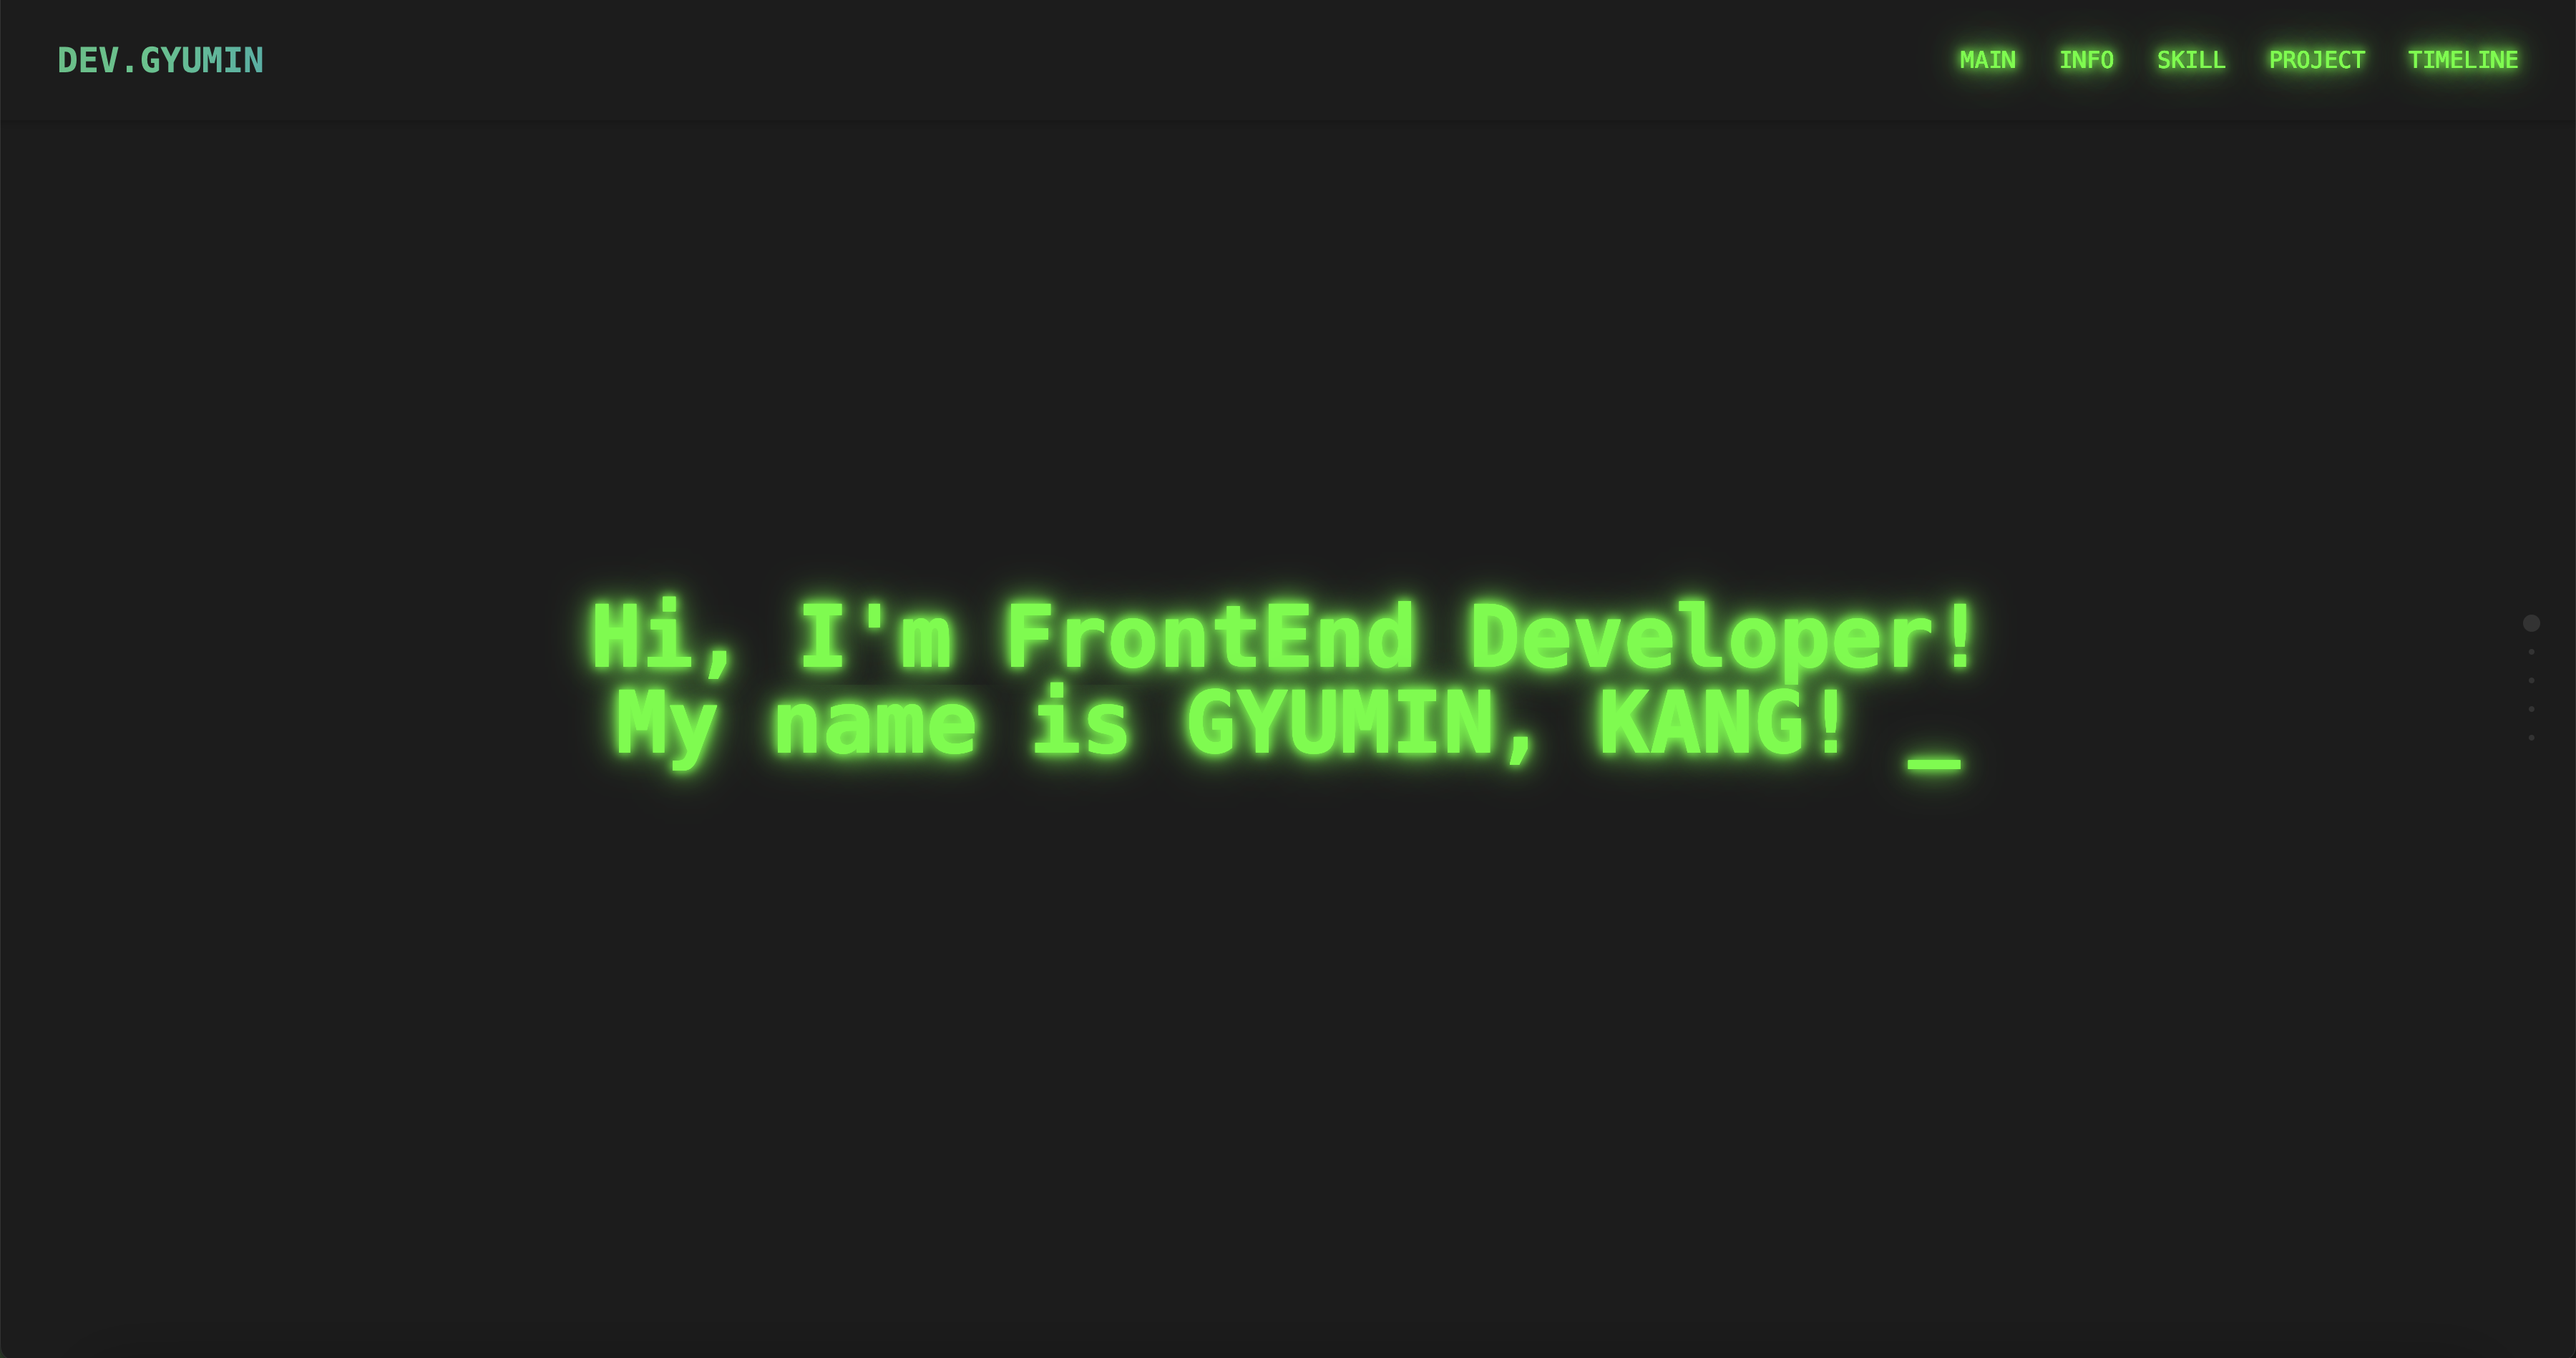 DEV.GYUMIN
MAIN INFO SKILL PROJECT TIMELINE
Hi, I'm FrontEnd Developer!
My name is GYUMIN, KANG! _